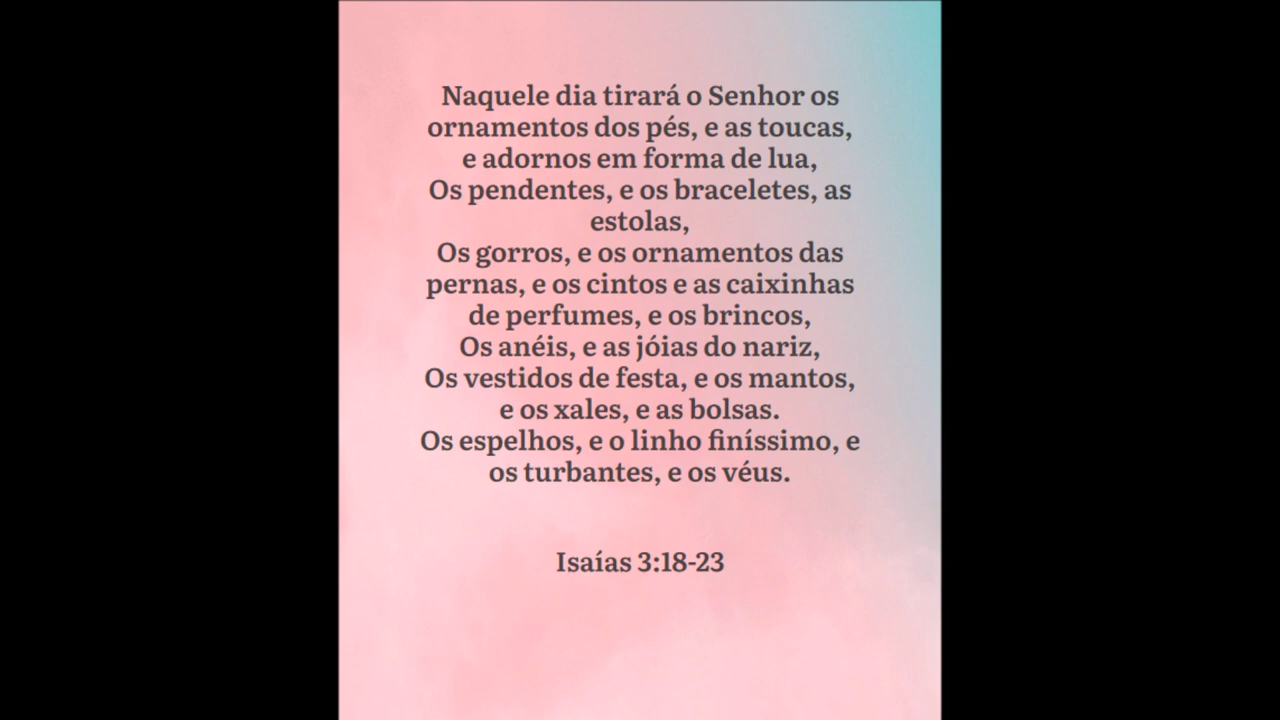 Naquele dia tirará o Senhor os
ornamentos dos pés, e as toucas,
e adornos em forma de lua,
Os pendentes, e os braceletes, as
estolas,
Os gorros, e os ornamentos das
pernas, e os cintos e as caixinhas
de perfumes, e os brincos,
Os anéis, e as jóias do nariz,
Os vestidos de festa, e os mantos,
e os xales, e as bolsas.
Os espelhos, e o linho finíssimo, e
os turbantes, e os véus.
Isaías 3:18-23